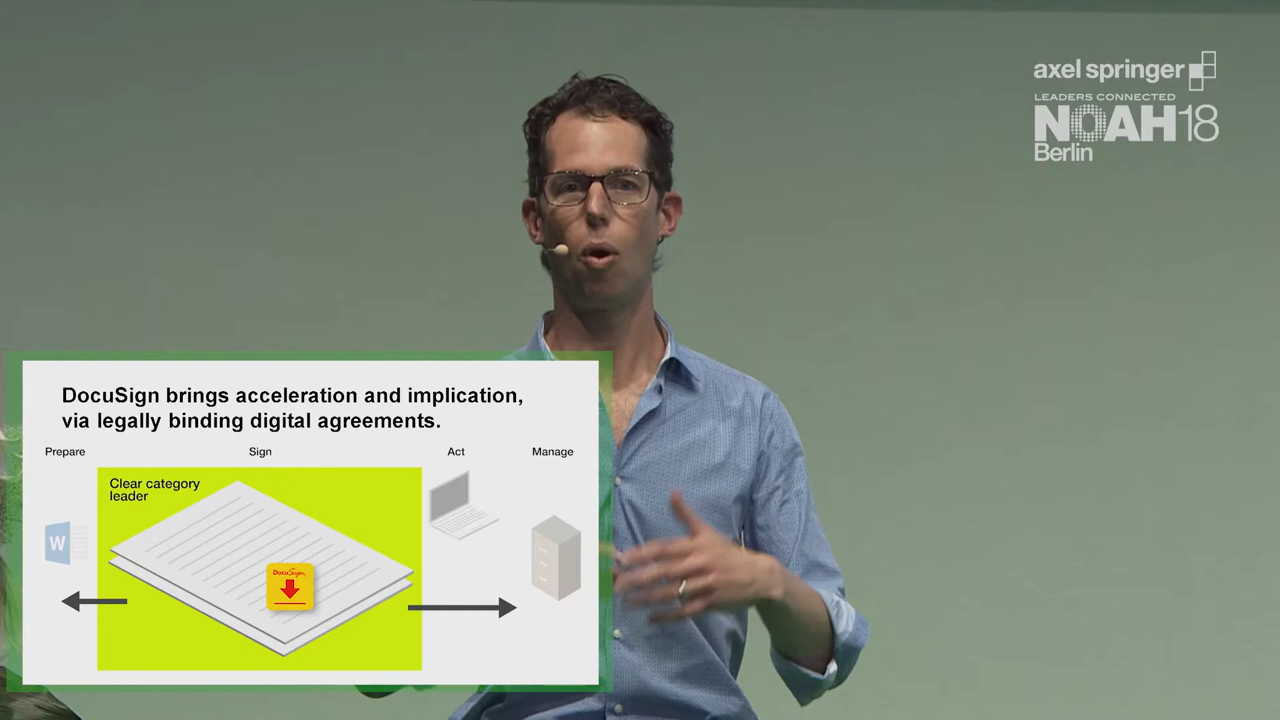 axel springer
LEADERS CONNECTED
NOAH18
Berlin
DocuSign brings acceleration and implication,
via legally binding digital agreements.
Prepare
Sign
Act
Manage
Clear category
leader
W
DocuSign